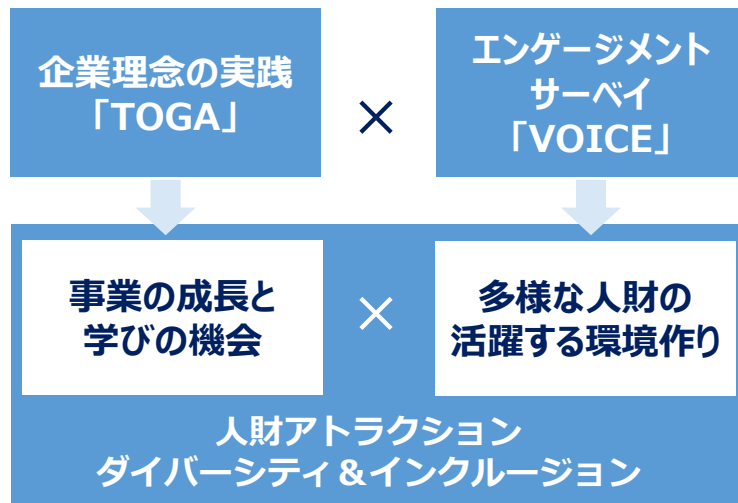 企業理念の実践
「TOGA」
×
エンゲージメント
サーベイ
「VOICE」
事業の成長と
学びの機会
×
多様な人財の
活躍する環境作り
人財アトラクション
ダイバーシティ＆インクルージョン